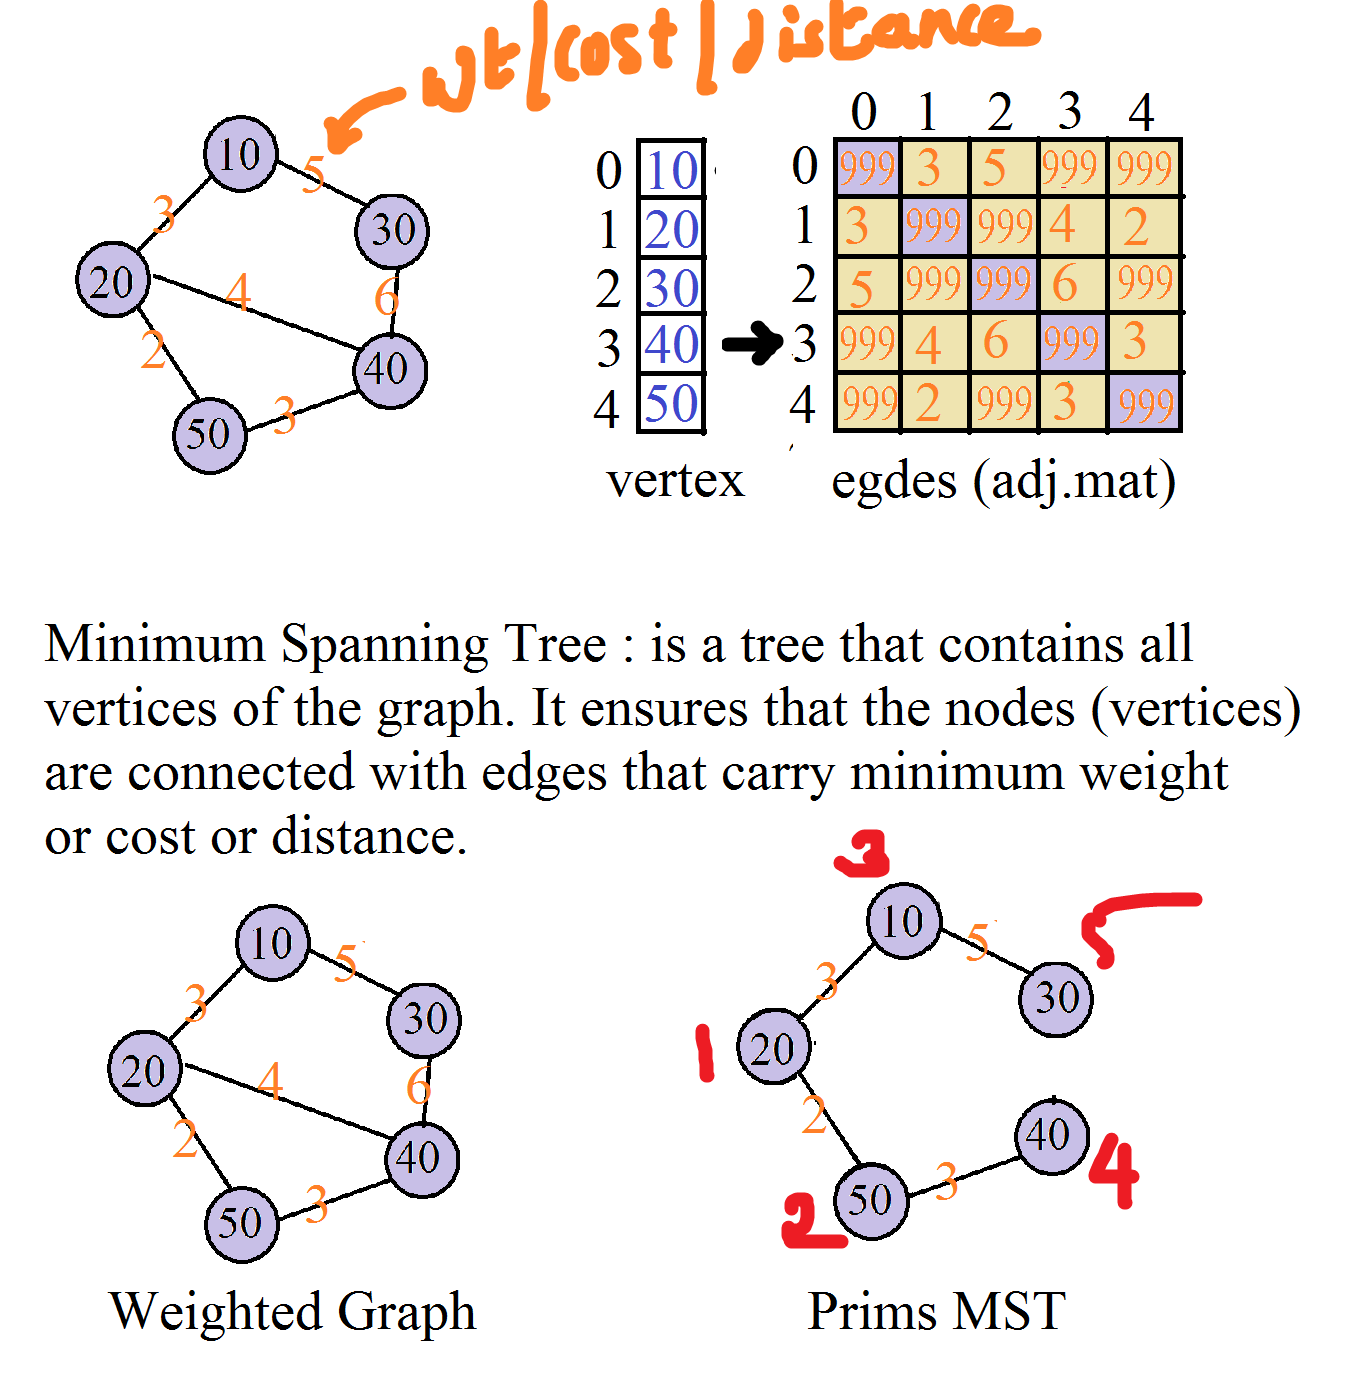 wt/cost/distance
10
5
3
30
20
4
6
2
40
50
3
0 10
1 20
2 30
3 40
4 50
vertex
0 1 2 3 4
0 999 3 5 999 999
1 3 999 999 4 2
2 5 999 999 6 999
3 999 4 6 999 3
4 999 2 999 3 999
egdes (adj.mat)
Minimum Spanning Tree : is a tree that contains all
vertices of the graph. It ensures that the nodes (vertices)
are connected with edges that carry minimum weight
or cost or distance.
10
5
3
30
20
4
6
2
40
50
3
Weighted Graph
3
10
5
5
3
30
1
20
2
40
4
50
3
2
Prims MST